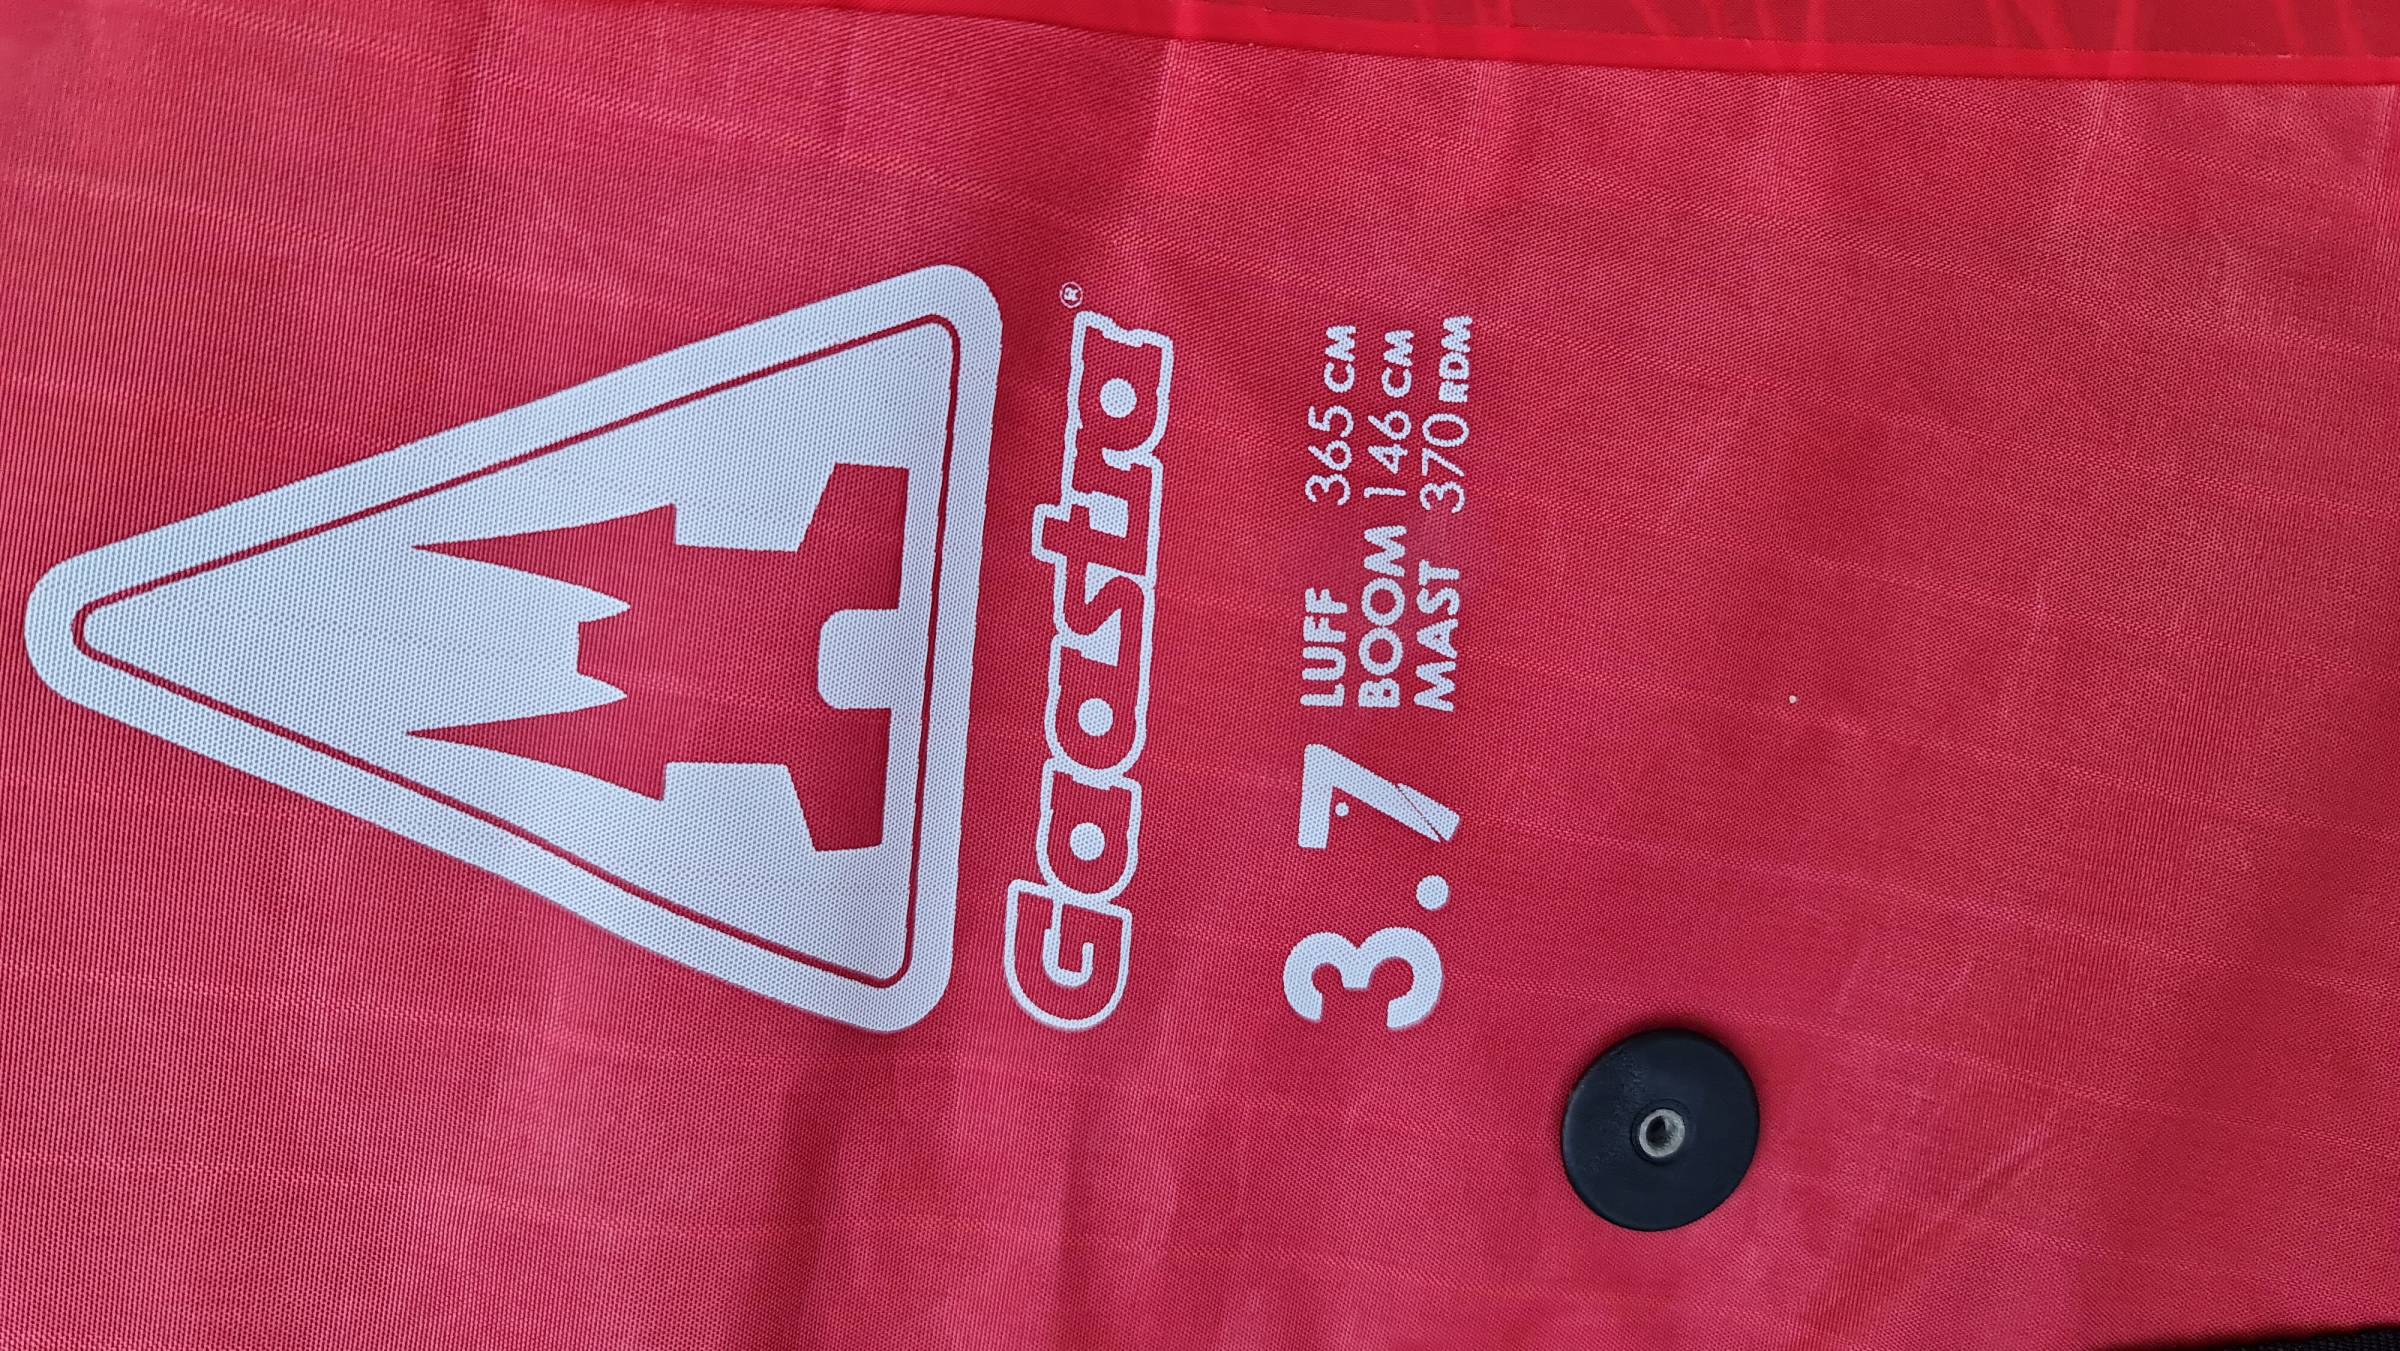 Gaastra®
3.7
LUFF 365 CM
BOOM 146 CM
MAST 370 RDM